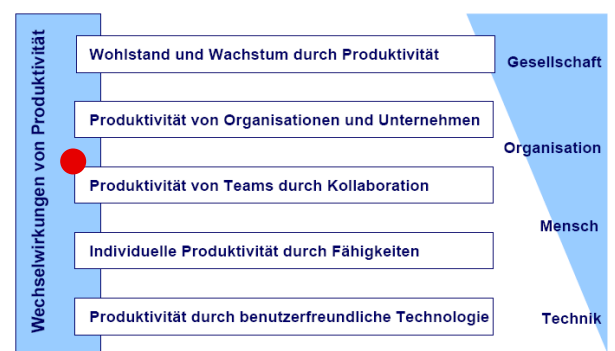 Wechselwirkungen von Produktivität
Wohlstand und Wachstum durch Produktivität
Gesellschaft
Produktivität von Organisationen und Unternehmen
Organisation
Produktivität von Teams durch Kollaboration
Mensch
Individuelle Produktivität durch Fähigkeiten
Produktivität durch benutzerfreundliche Technologie
Technik